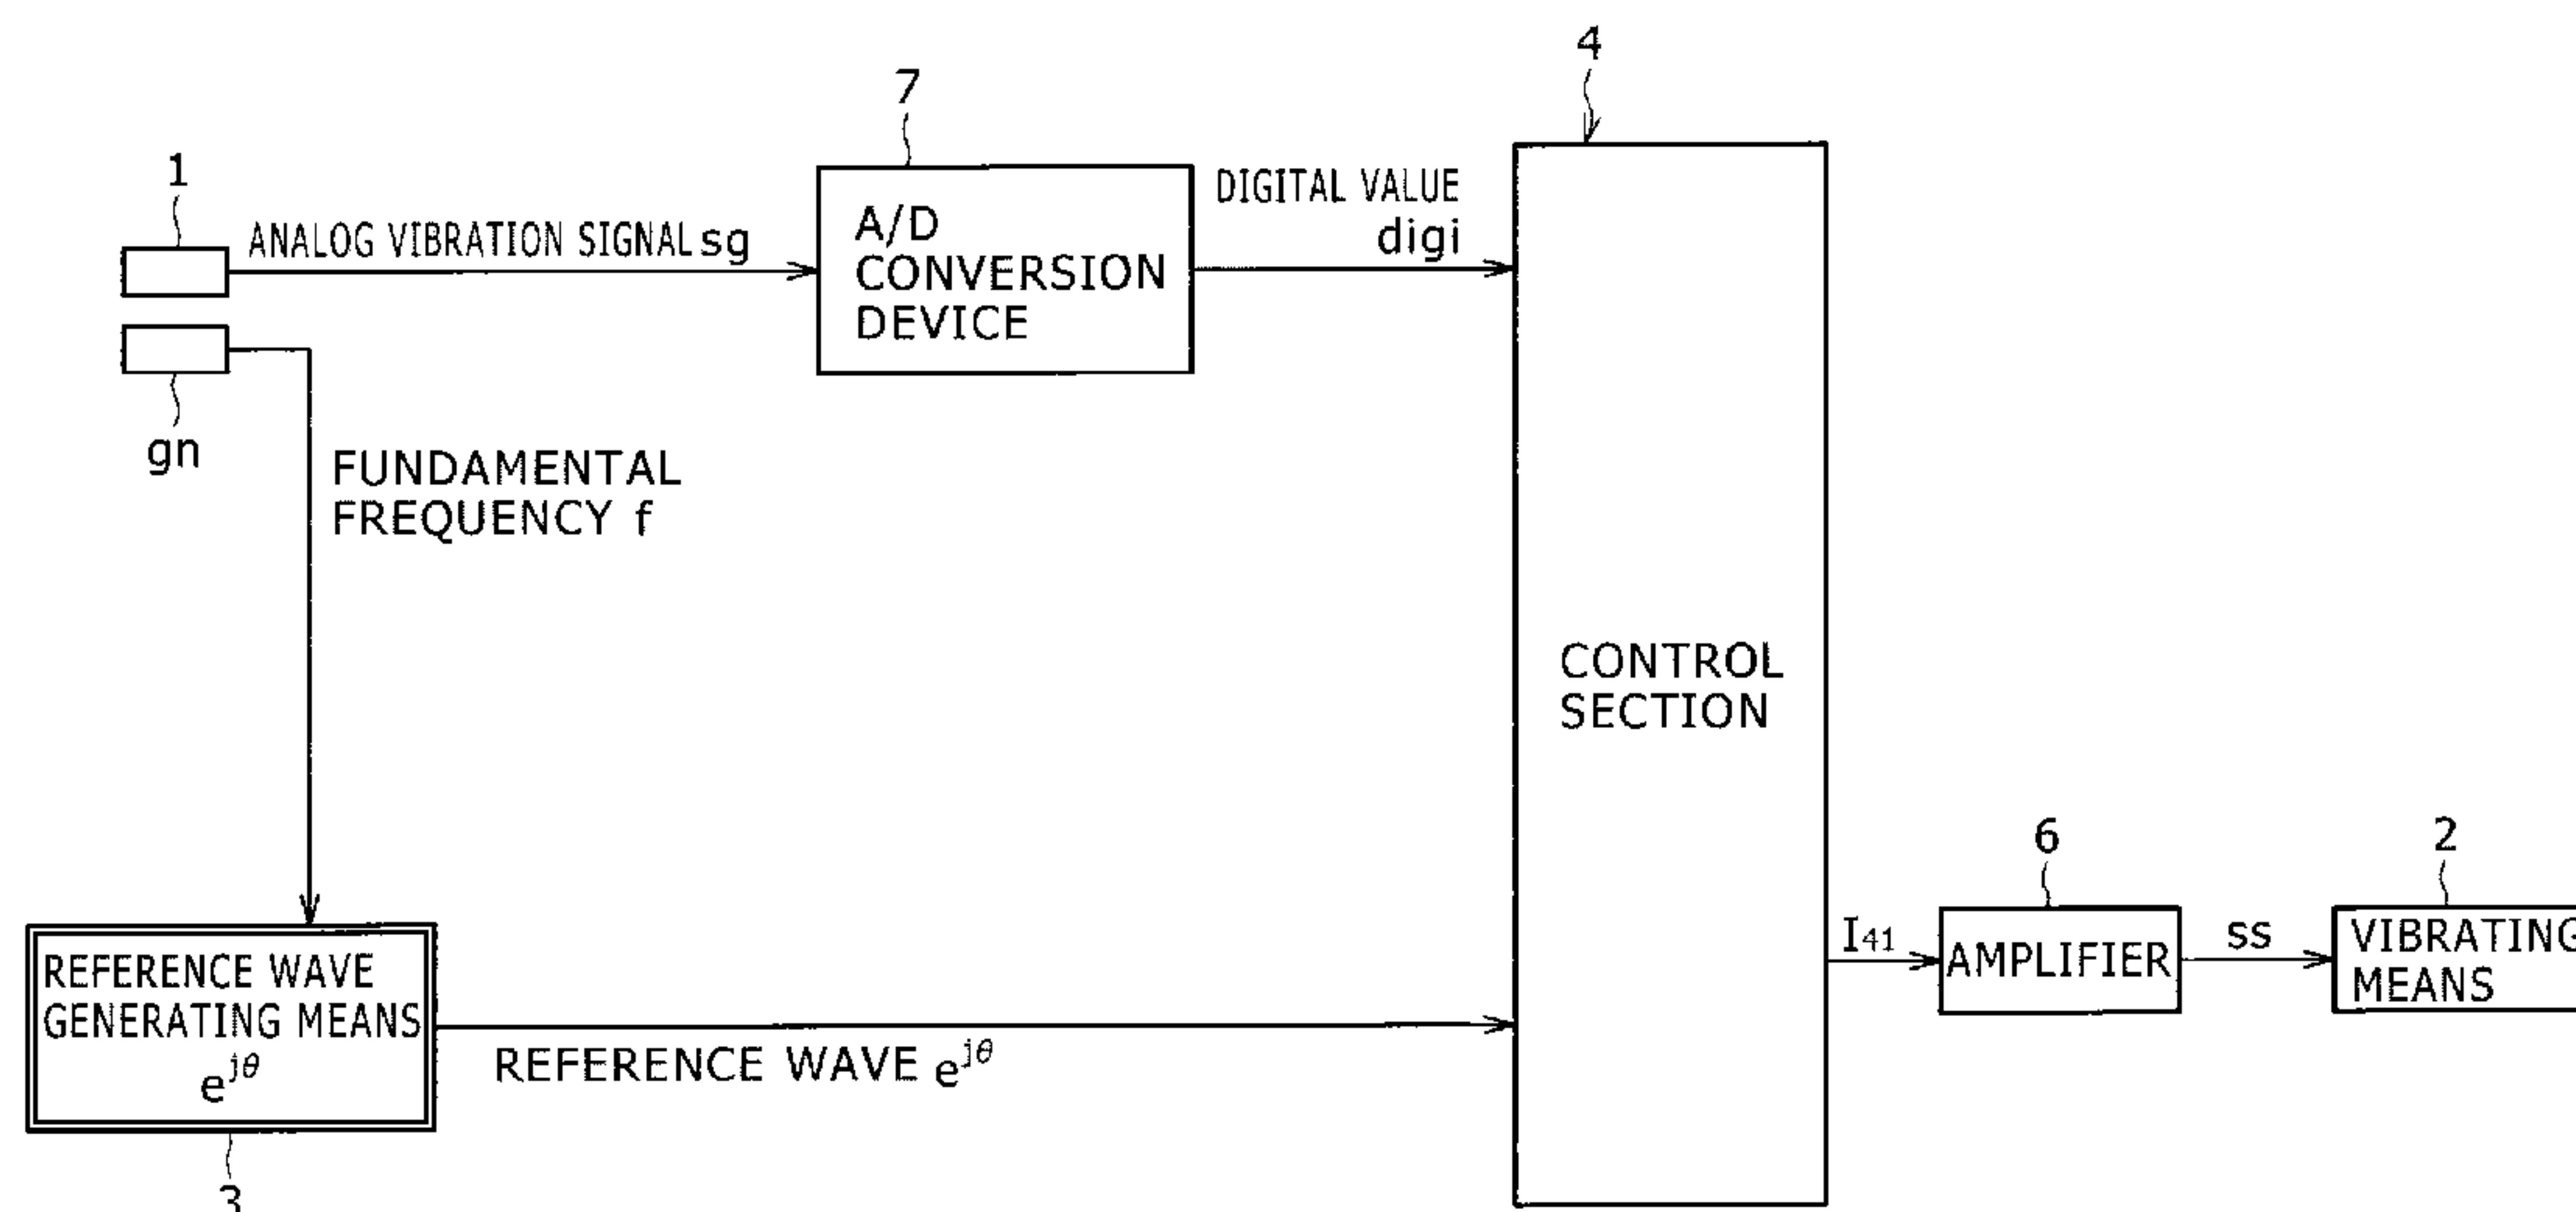 4
7
1
ANALOG VIBRATION SIGNAL sg
A/D
CONVERSION
DEVICE
DIGITAL VALUE
digi
gn
FUNDAMENTAL
FREQUENCY f
CONTROL
SECTION
6
2
I41
AMPLIFIER
ss
VIBRATING
MEANS
REFERENCE WAVE
GENERATING MEANS
e^jθ
REFERENCE WAVE e^jθ
3